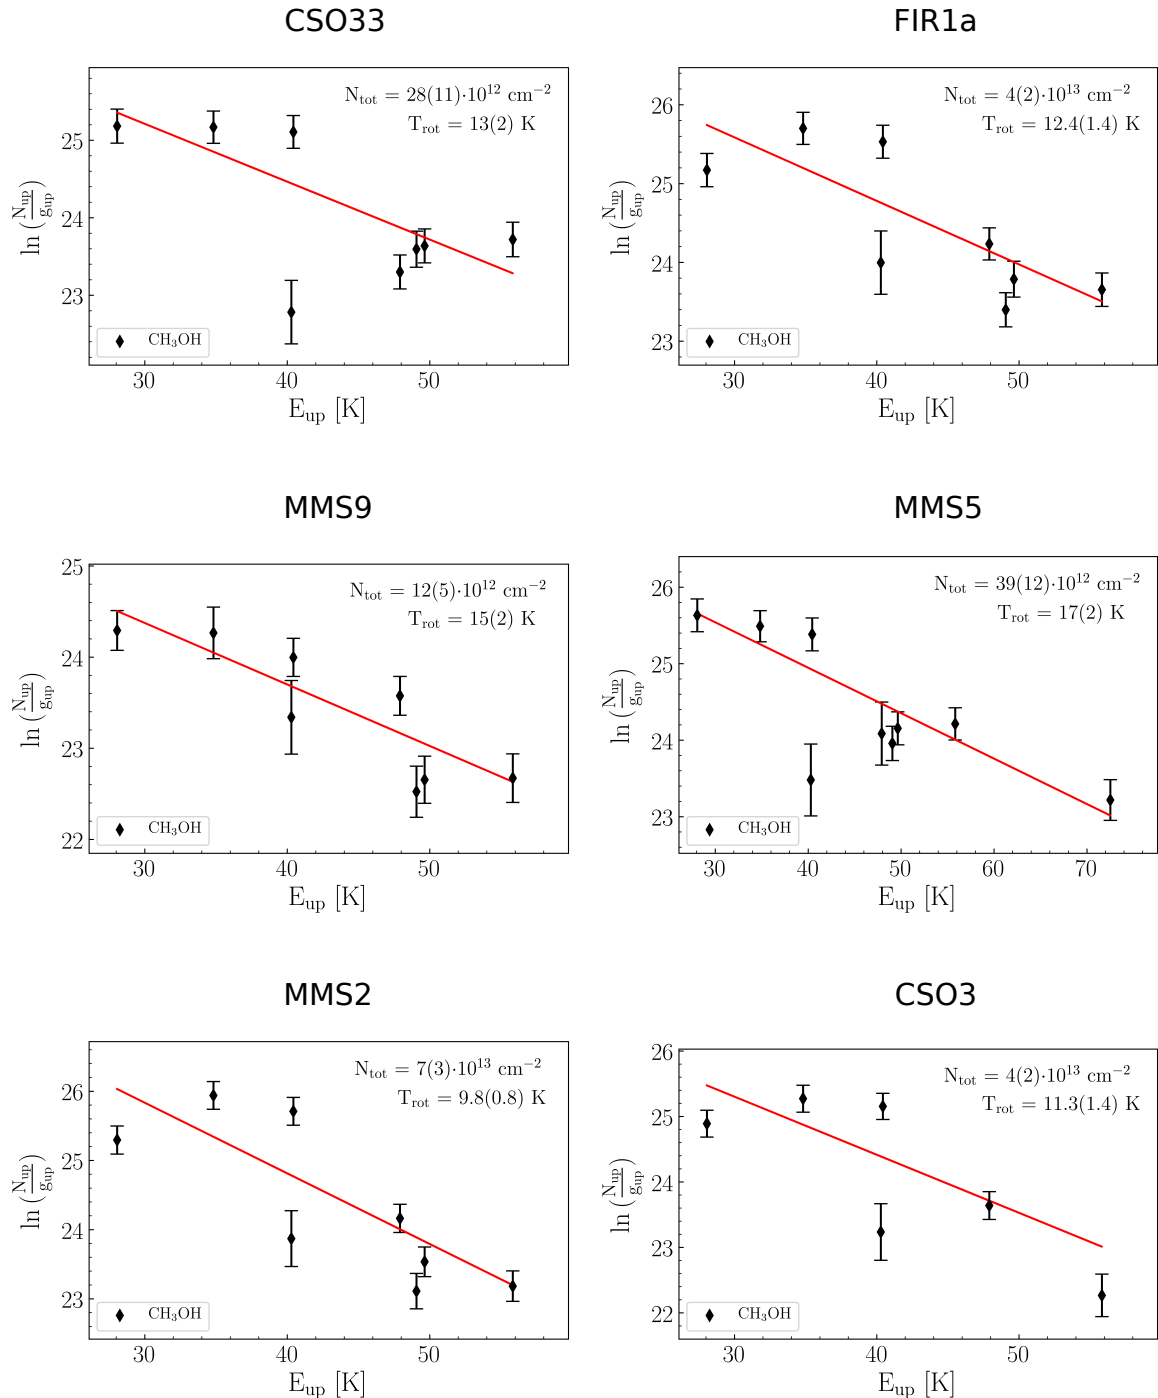 CSO33
N_tot = 28(11)·10^12 cm^−2
T_rot = 13(2) K
25
24
23
ln (N_up/g_up)
CH₃OH
30 40 50
E_up [K]
FIR1a
N_tot = 4(2)·10^13 cm^−2
T_rot = 12.4(1.4) K
26
25
24
23
ln (N_up/g_up)
CH₃OH
30 40 50
E_up [K]
MMS9
N_tot = 12(5)·10^12 cm^−2
T_rot = 15(2) K
25
24
23
22
ln (N_up/g_up)
CH₃OH
30 40 50
E_up [K]
MMS5
N_tot = 39(12)·10^12 cm^−2
T_rot = 17(2) K
26
25
24
23
ln (N_up/g_up)
CH₃OH
30 40 50 60 70
E_up [K]
MMS2
N_tot = 7(3)·10^13 cm^−2
T_rot = 9.8(0.8) K
26
25
24
23
ln (N_up/g_up)
CH₃OH
30 40 50
E_up [K]
CSO3
N_tot = 4(2)·10^13 cm^−2
T_rot = 11.3(1.4) K
26
25
24
23
22
ln (N_up/g_up)
CH₃OH
30 40 50
E_up [K]